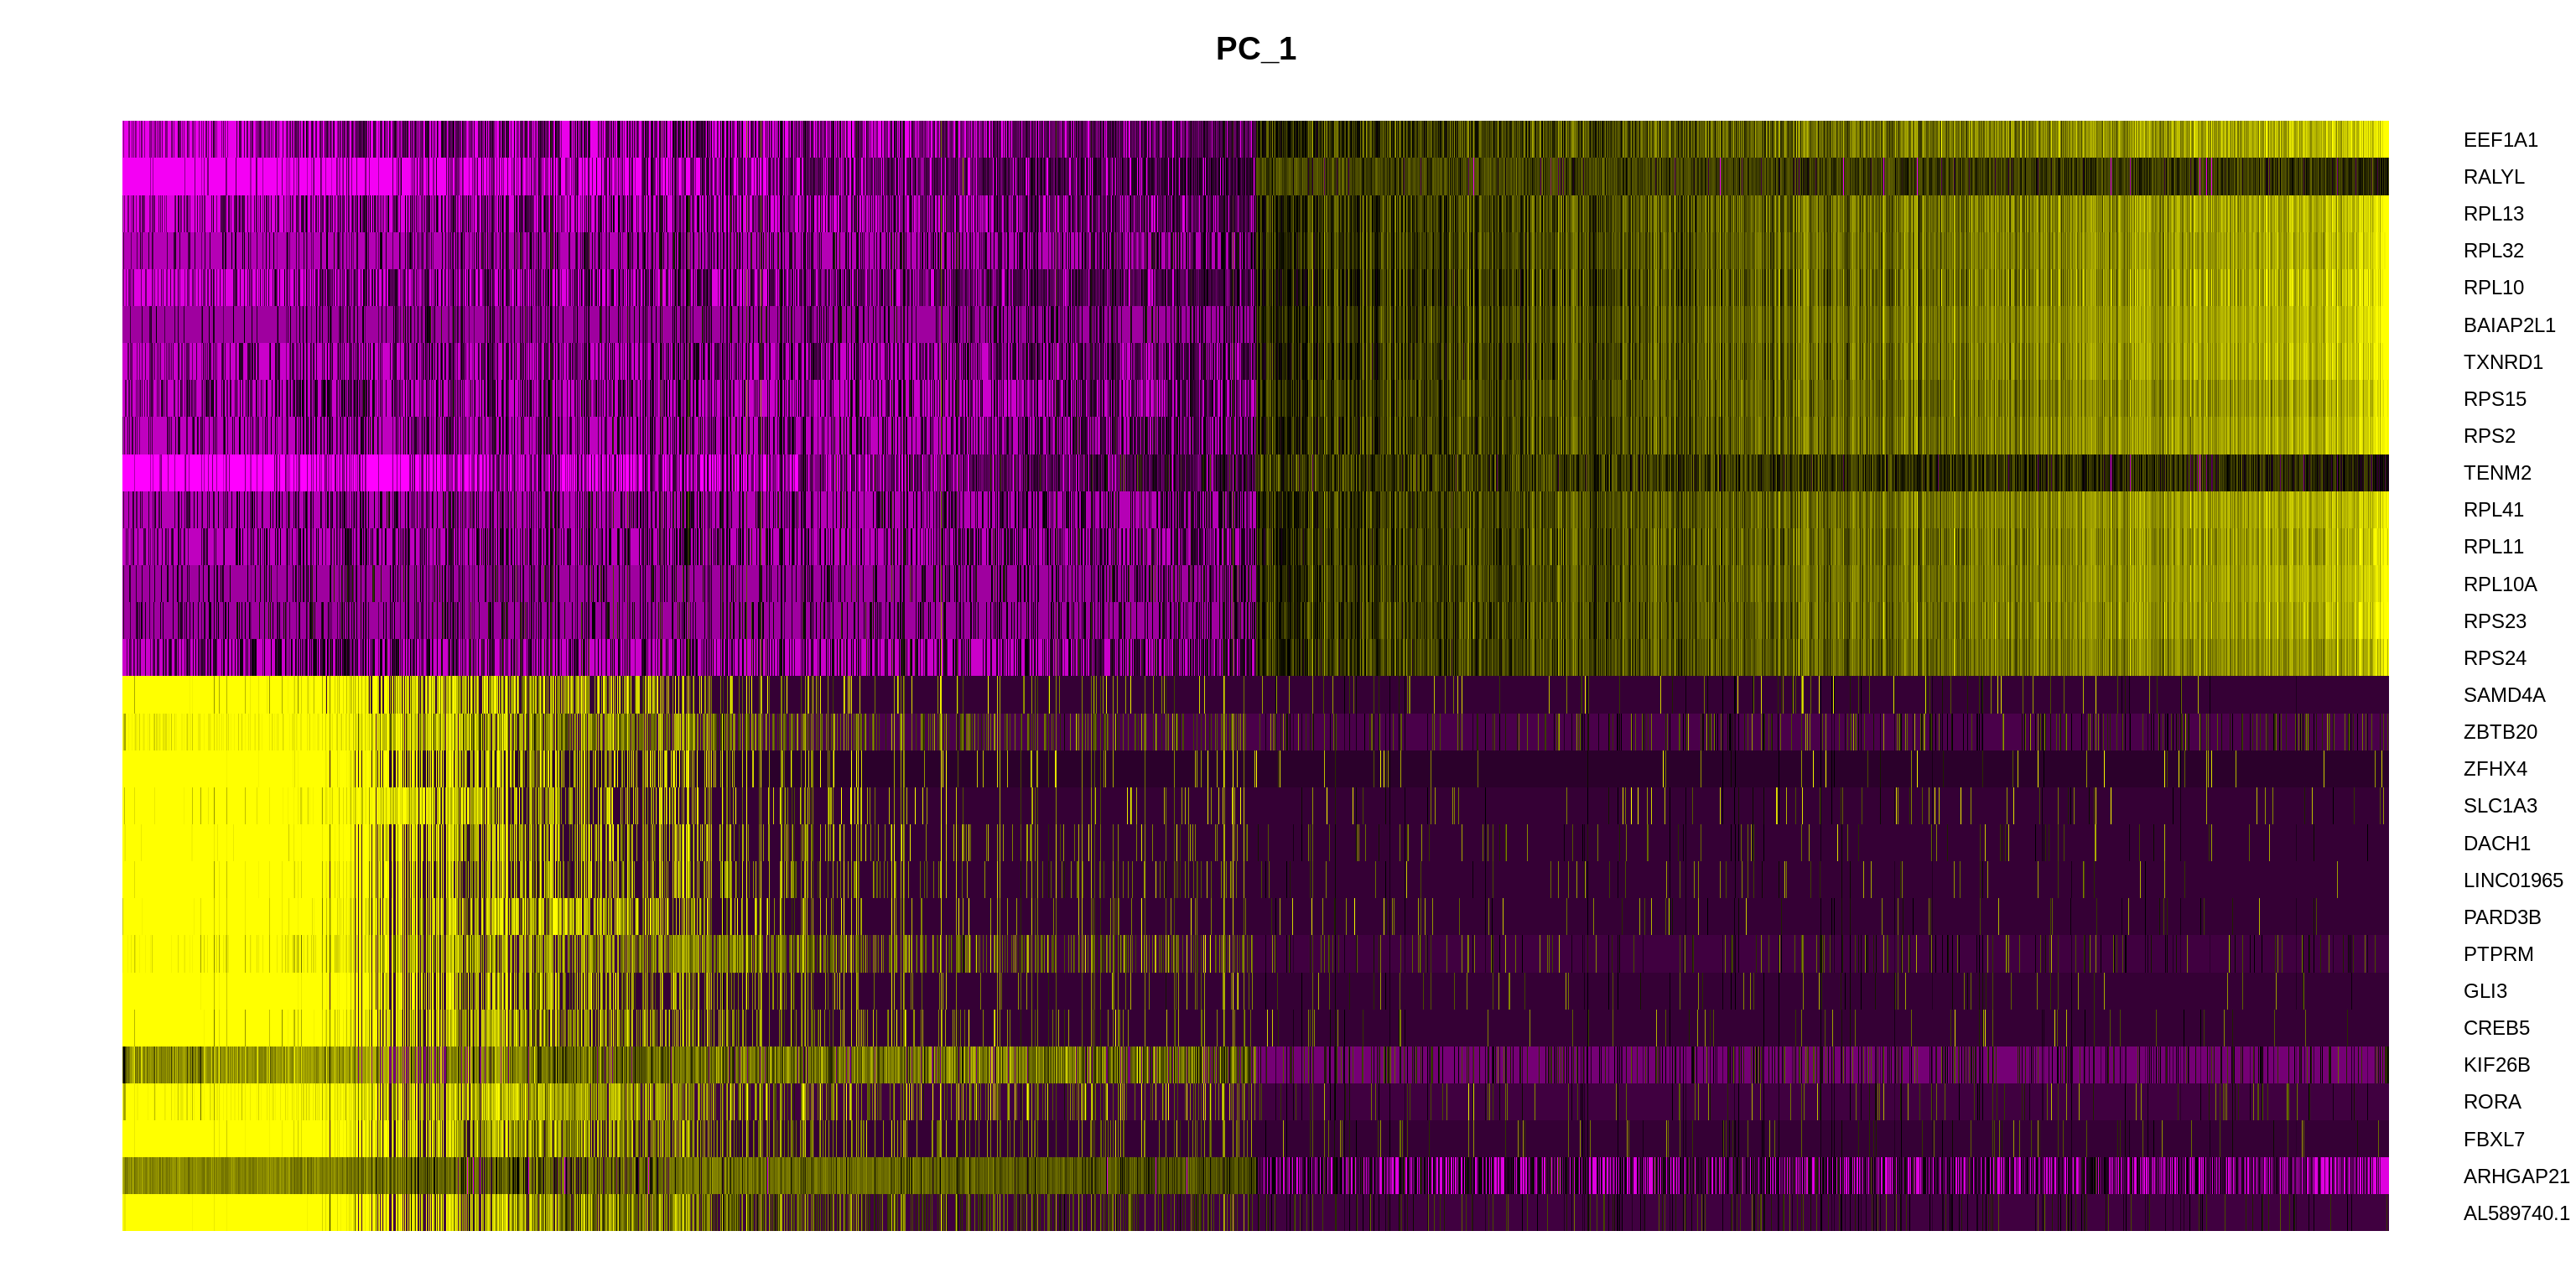 PC_1
EEF1A1
RALYL
RPL13
RPL32
RPL10
BAIAP2L1
TXNRD1
RPS15
RPS2
TENM2
RPL41
RPL11
RPL10A
RPS23
RPS24
SAMD4A
ZBTB20
ZFHX4
SLC1A3
DACH1
LINC01965
PARD3B
PTPRM
GLI3
CREB5
KIF26B
RORA
FBXL7
ARHGAP21
AL589740.1